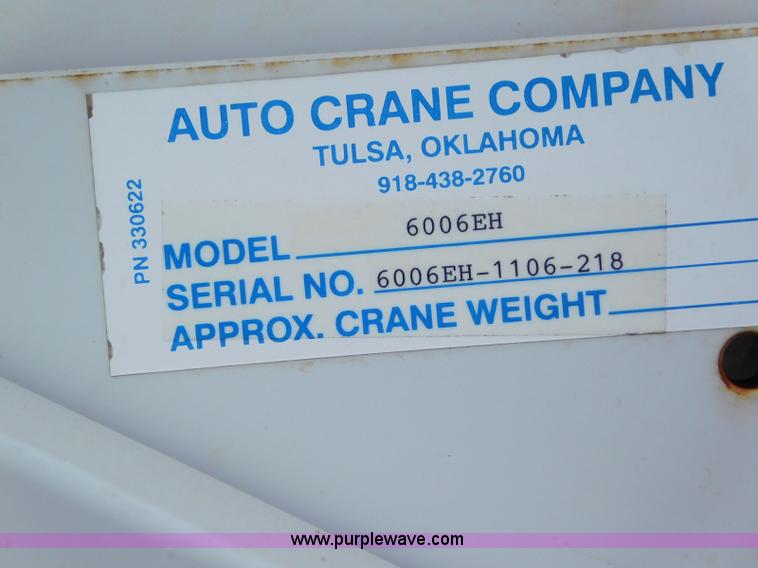 AUTO CRANE COMPANY
TULSA, OKLAHOMA
918-438-2760
PN 330622
MODEL 6006EH
SERIAL NO. 6006EH-1106-218
APPROX. CRANE WEIGHT
www.purplewave.com